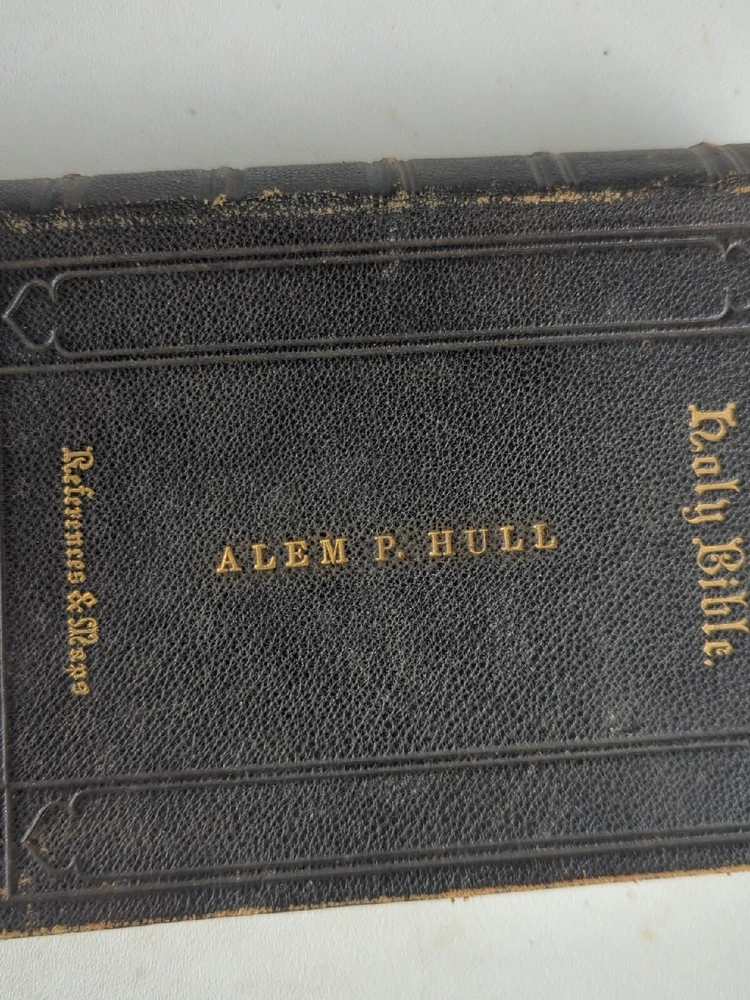 Holy Bible.
ALEM P. HULL
References & Maps